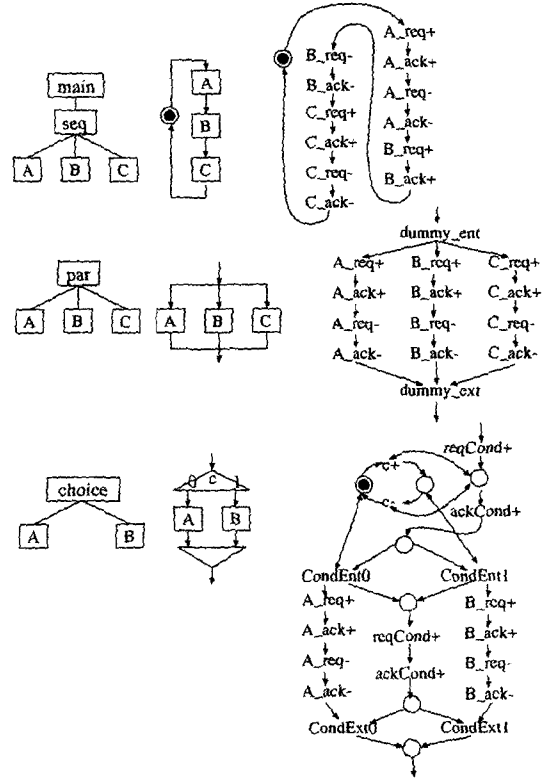 main
seq
A B C
A
B
C
B_req-
B_ack-
C_req+
C_ack+
C_req-
C_ack-
A_req+
A_ack+
A_req-
A_ack-
B_req+
B_ack+
par
A B C
A B C
dummy_ent
A_req+ B_req+ C_req+
A_ack+ B_ack+ C_ack+
A_req- B_req- C_req-
A_ack- B_ack- C_ack-
dummy_ext
choice
A B
0 c 1
A B
reqCond+
c+
c-
ackCond+
CondEnt0 CondEnt1
A_req+ B_req+
A_ack+ reqCond+ B_ack+
A_req- ackCond+ B_req-
A_ack- B_ack-
CondExt0 CondExt1